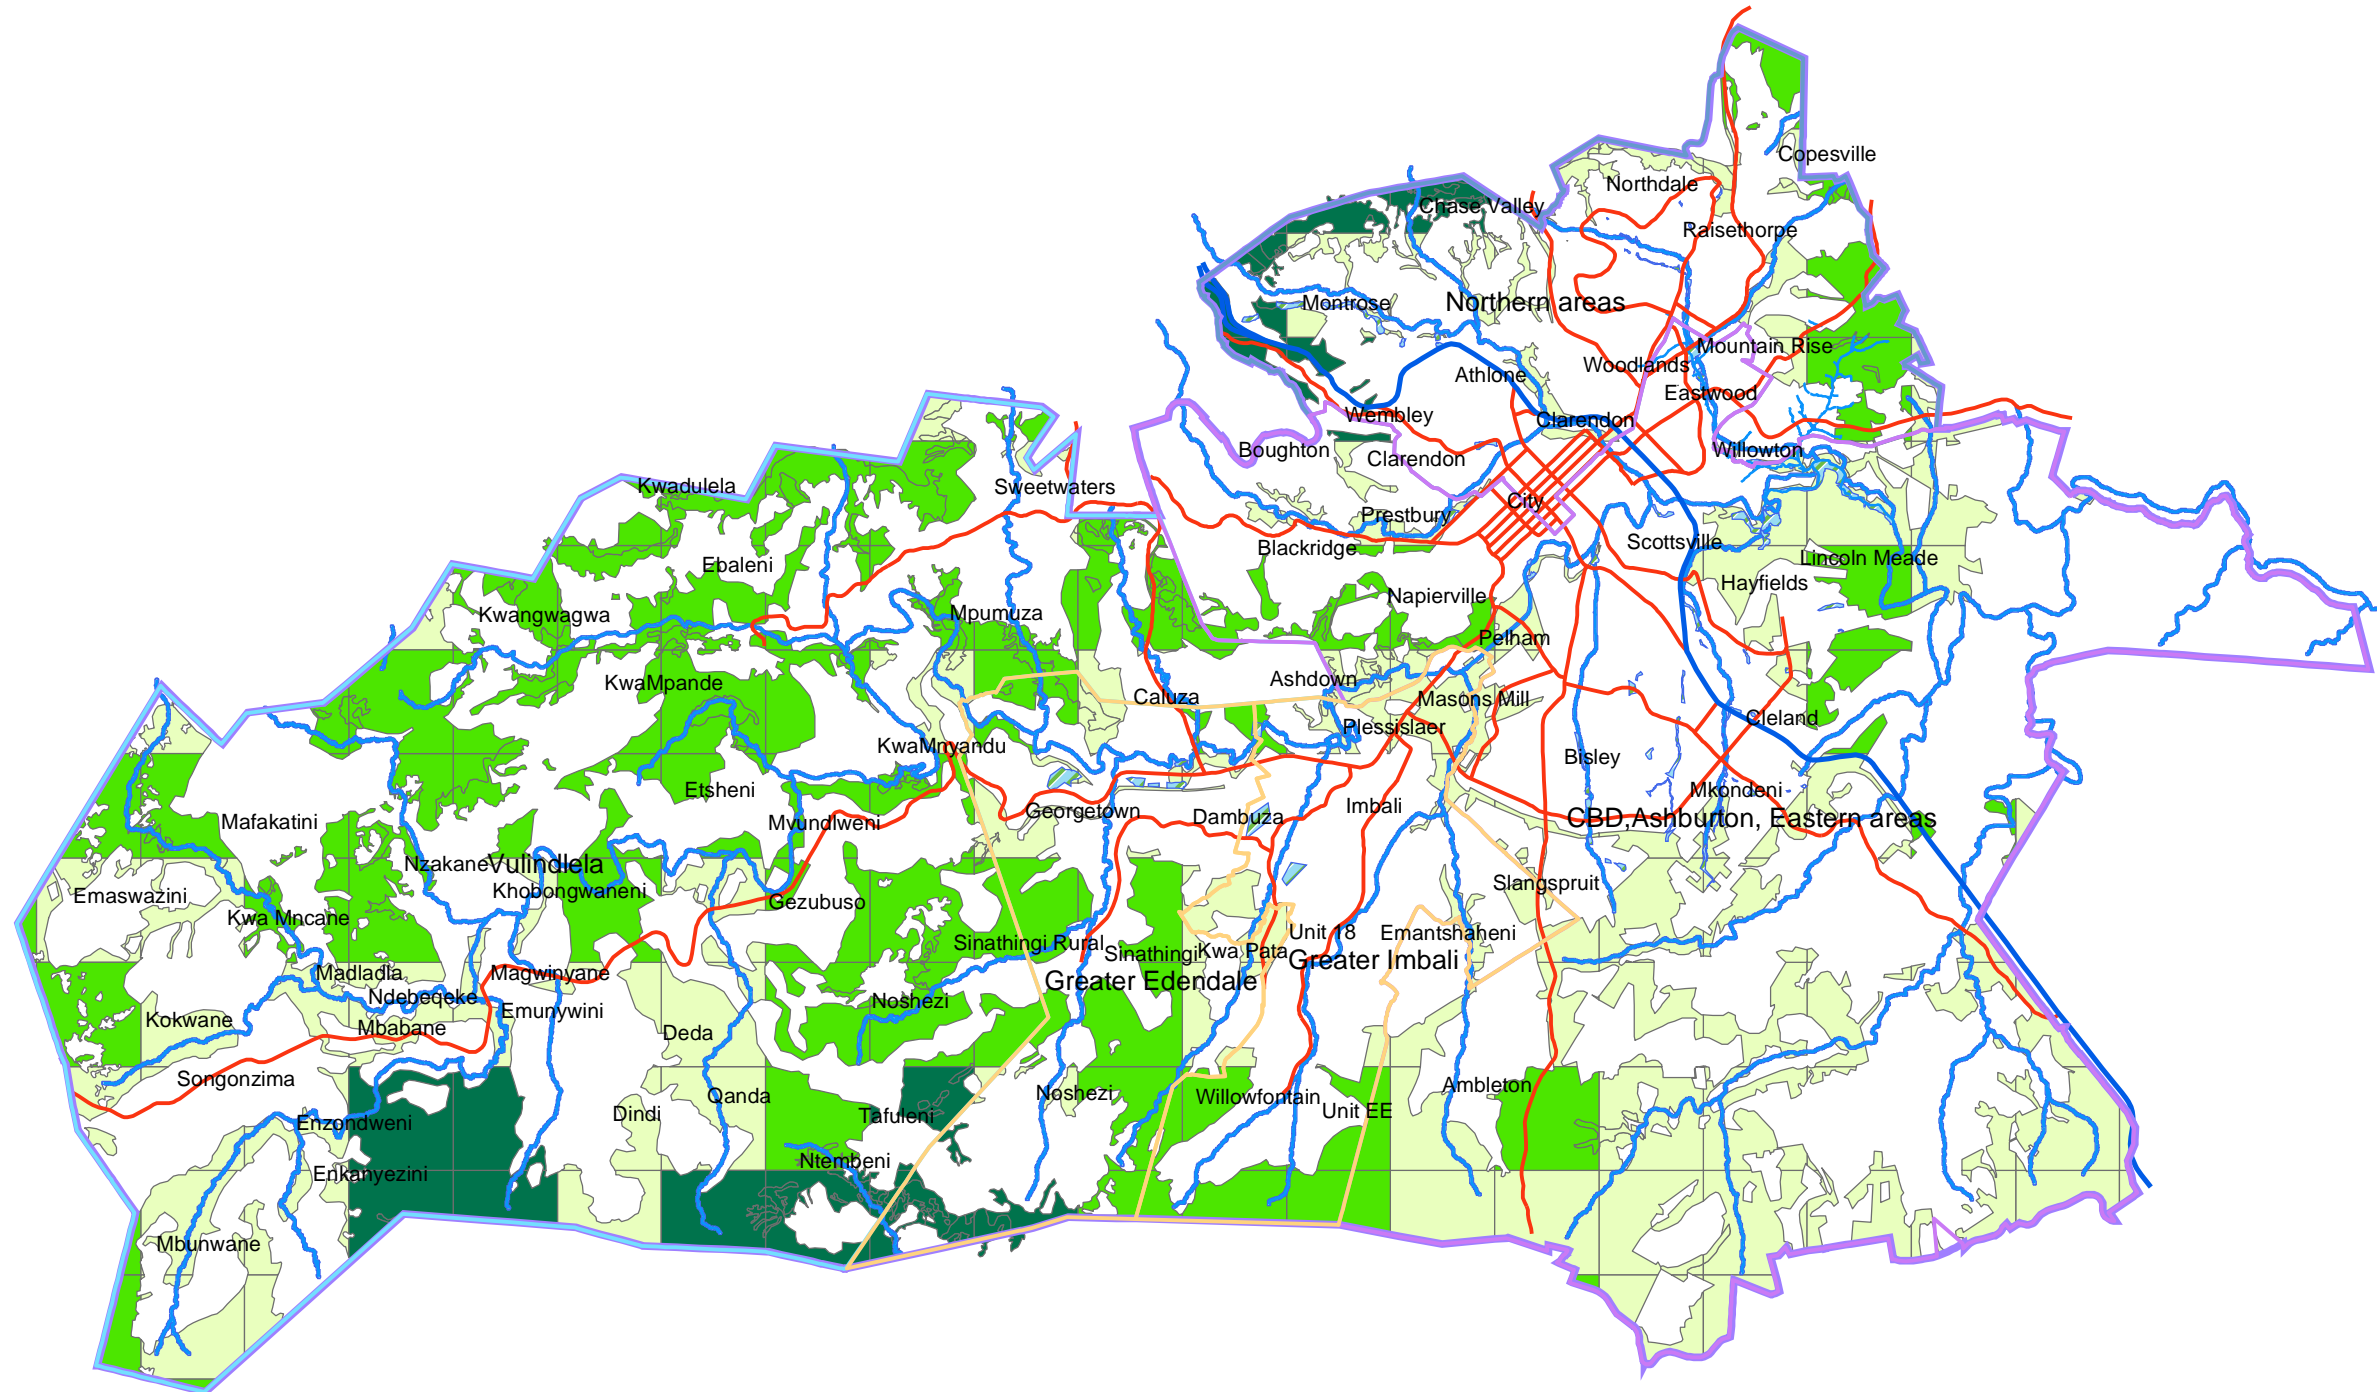 Copesville
Northdale
Chase Valley
Raisethorpe
Montrose
Northern areas
Mountain Rise
Woodlands
Athlone
Eastwood
Wembley
Clarendon
Boughton
Clarendon
Willowton
Kwadulela
Sweetwaters
City
Prestbury
Blackridge
Scottsville
Lincoln Meade
Ebaleni
Hayfields
Napierville
Kwangwagwa
Mpumuza
Pelham
KwaMpande
Ashdown
Caluza
Masons Mill
Plessislaer
Cleland
KwaMnyandu
Bisley
Etsheni
Mkondeni
Georgetown
Imbali
Dambuza
CBD,Ashburton, Eastern areas
Mafakatini
Mvundlweni
Nzakane
Vulindlela
Khobongwaneni
Slangspruit
Emaswazini
Gezubuso
Kwa Mncane
Unit 18
Emantshaheni
Sinathingi Rural
Sinathingi
Kwa Pata
Greater Imbali
Madladla
Magwinyane
Greater Edendale
Ndebeqeke
Noshezi
Emunywini
Kokwane
Mbabane
Deda
Songonzima
Ambleton
Qanda
Noshezi
Willowfontain
Unit EE
Dindi
Tafuleni
Enzondweni
Ntembeni
Enkanyezini
Mbunwane